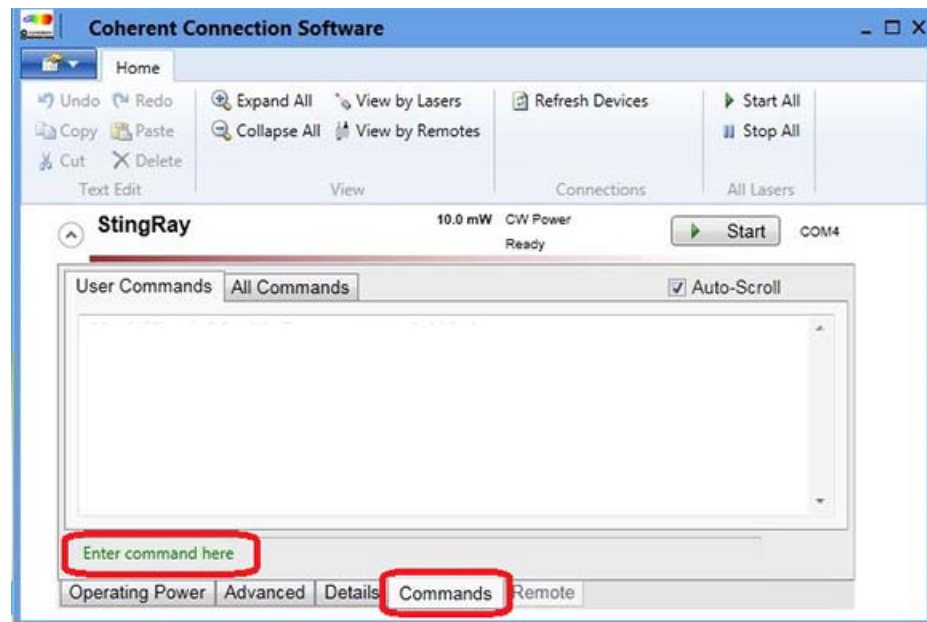 Coherent Connection Software
Home
Undo Redo Expand All View by Lasers Refresh Devices Start All
Copy Paste Collapse All View by Remotes Stop All
Cut Delete
Text Edit View Connections All Lasers
StingRay 10.0 mW CW Power Start COM4
Ready
User Commands All Commands Auto-Scroll
Enter command here
Operating Power Advanced Details Commands Remote